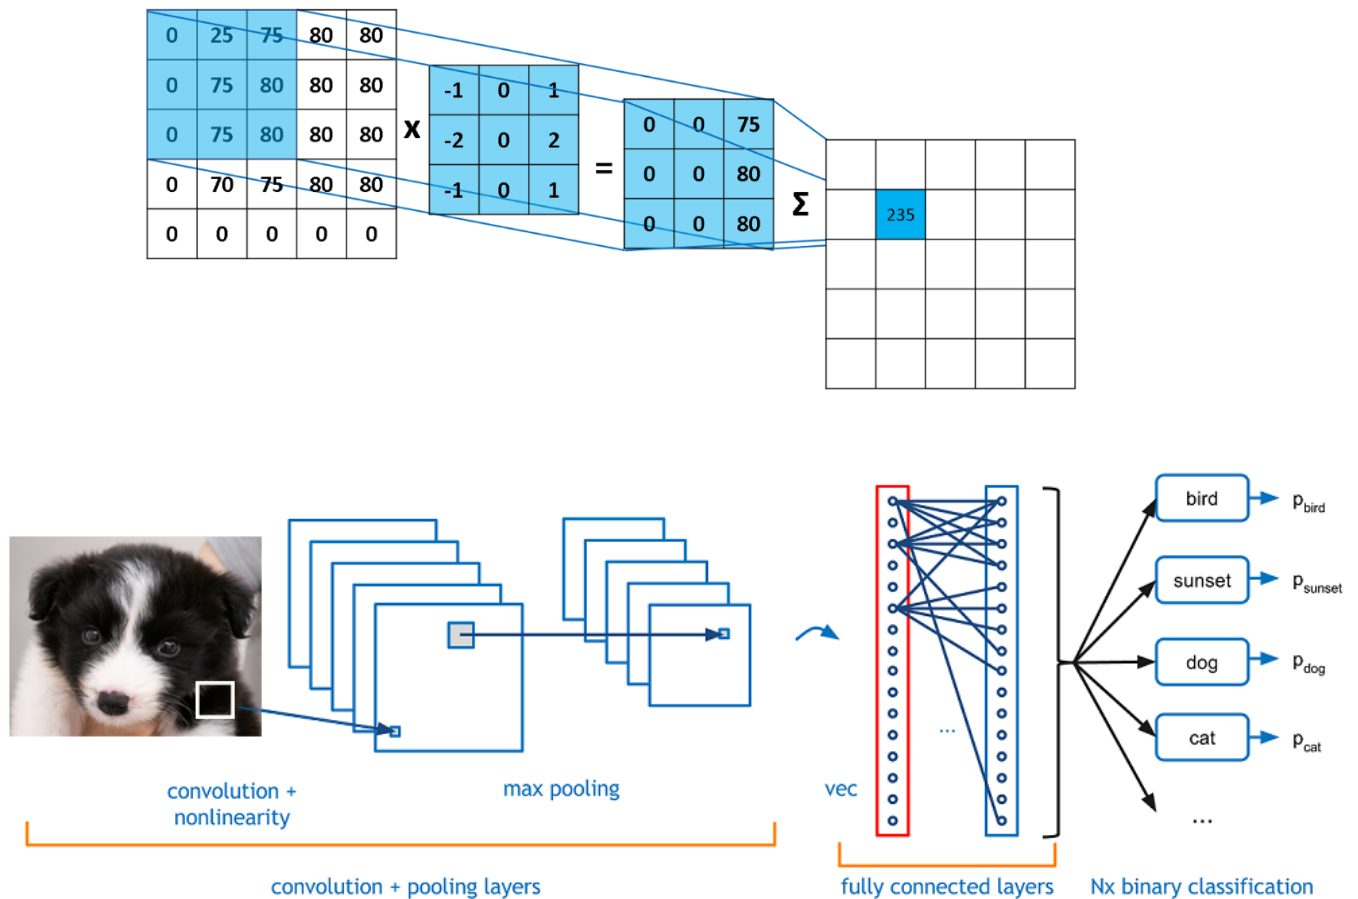 0 25 75 80 80
0 75 80 80 80
0 75 80 80 80
0 70 75 80 80
0 0 0 0 0
x
-1 0 1
-2 0 2
-1 0 1
=
0 0 75
0 0 80
0 0 80
Σ
235
bird
p_bird
sunset
p_sunset
dog
p_dog
cat
p_cat
...
...
convolution +
nonlinearity
max pooling
vec
convolution + pooling layers
fully connected layers
Nx binary classification